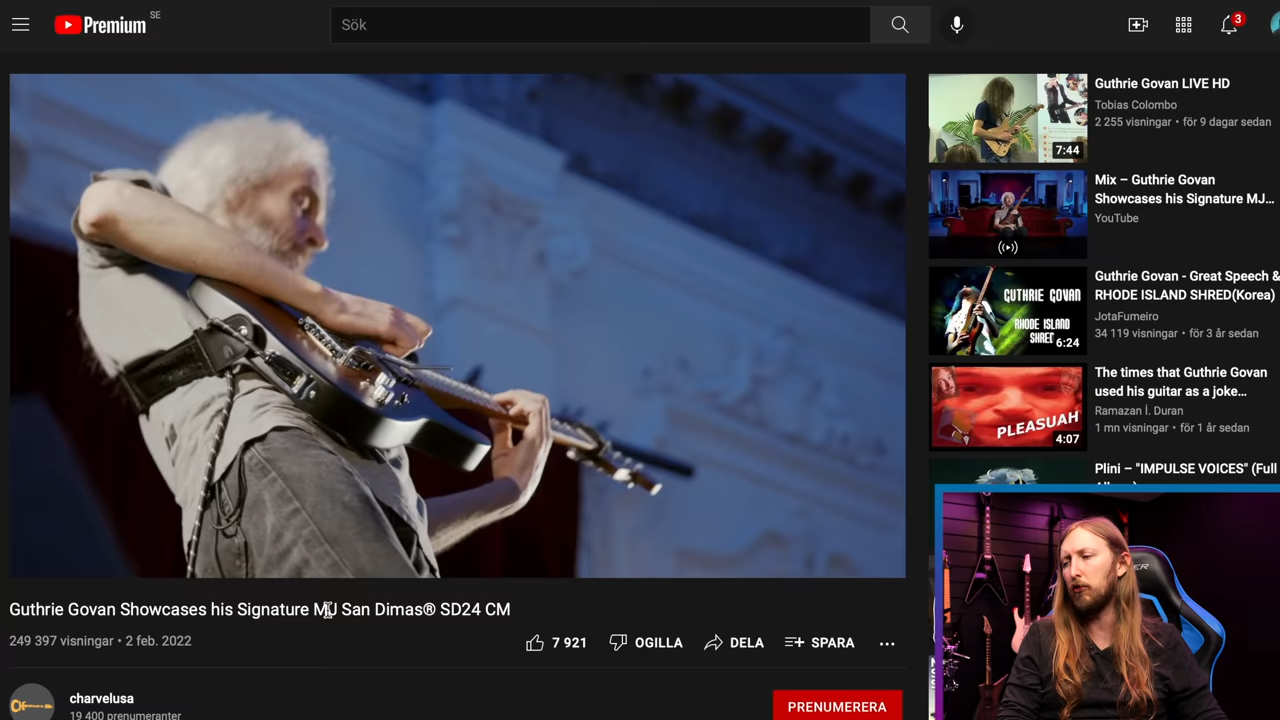 Premium SE
Sök
3
Guthrie Govan Showcases his Signature MJ San Dimas® SD24 CM
249 397 visningar • 2 feb. 2022
7 921
OGILLA
DELA
SPARA
charvelusa
19 400 prenumeranter
PRENUMERERA
7:44
Guthrie Govan LIVE HD
Tobias Colombo
2 255 visningar • för 9 dagar sedan
Mix – Guthrie Govan
Showcases his Signature MJ...
YouTube
GUTHRIE GOVAN
RHODE ISLAND
SHRED
6:24
Guthrie Govan - Great Speech &
RHODE ISLAND SHRED(Korea)
JotaFumeiro
34 119 visningar • för 3 år sedan
PLEASUAH
4:07
The times that Guthrie Govan
used his guitar as a joke...
Ramazan İ. Duran
1 mn visningar • för 1 år sedan
Plini – "IMPULSE VOICES" (Full